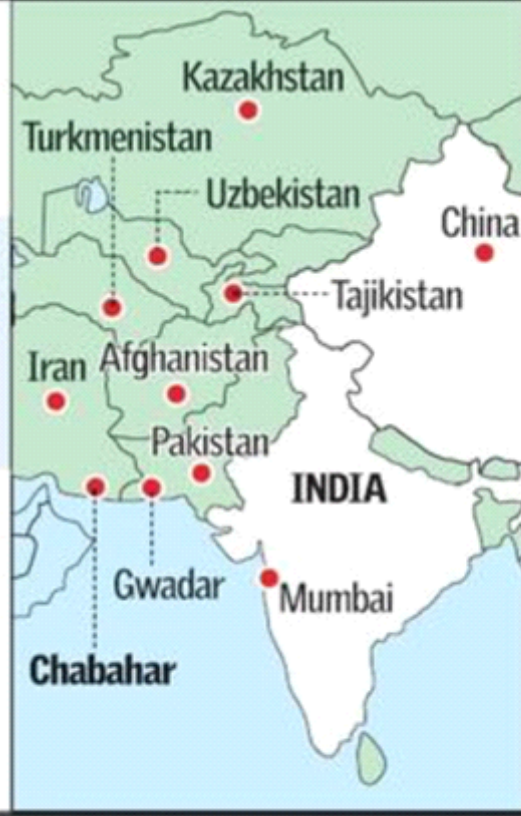 Kazakhstan
Turkmenistan
Uzbekistan
China
Tajikistan
Iran
Afghanistan
Pakistan
INDIA
Gwadar
Mumbai
Chabahar